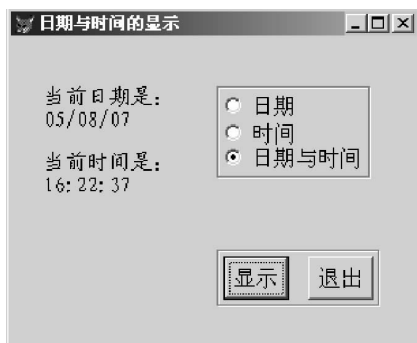 日期与时间的显示
当前日期是:
05/08/07
当前时间是:
16:22:37
日期
时间
日期与时间
显示
退出